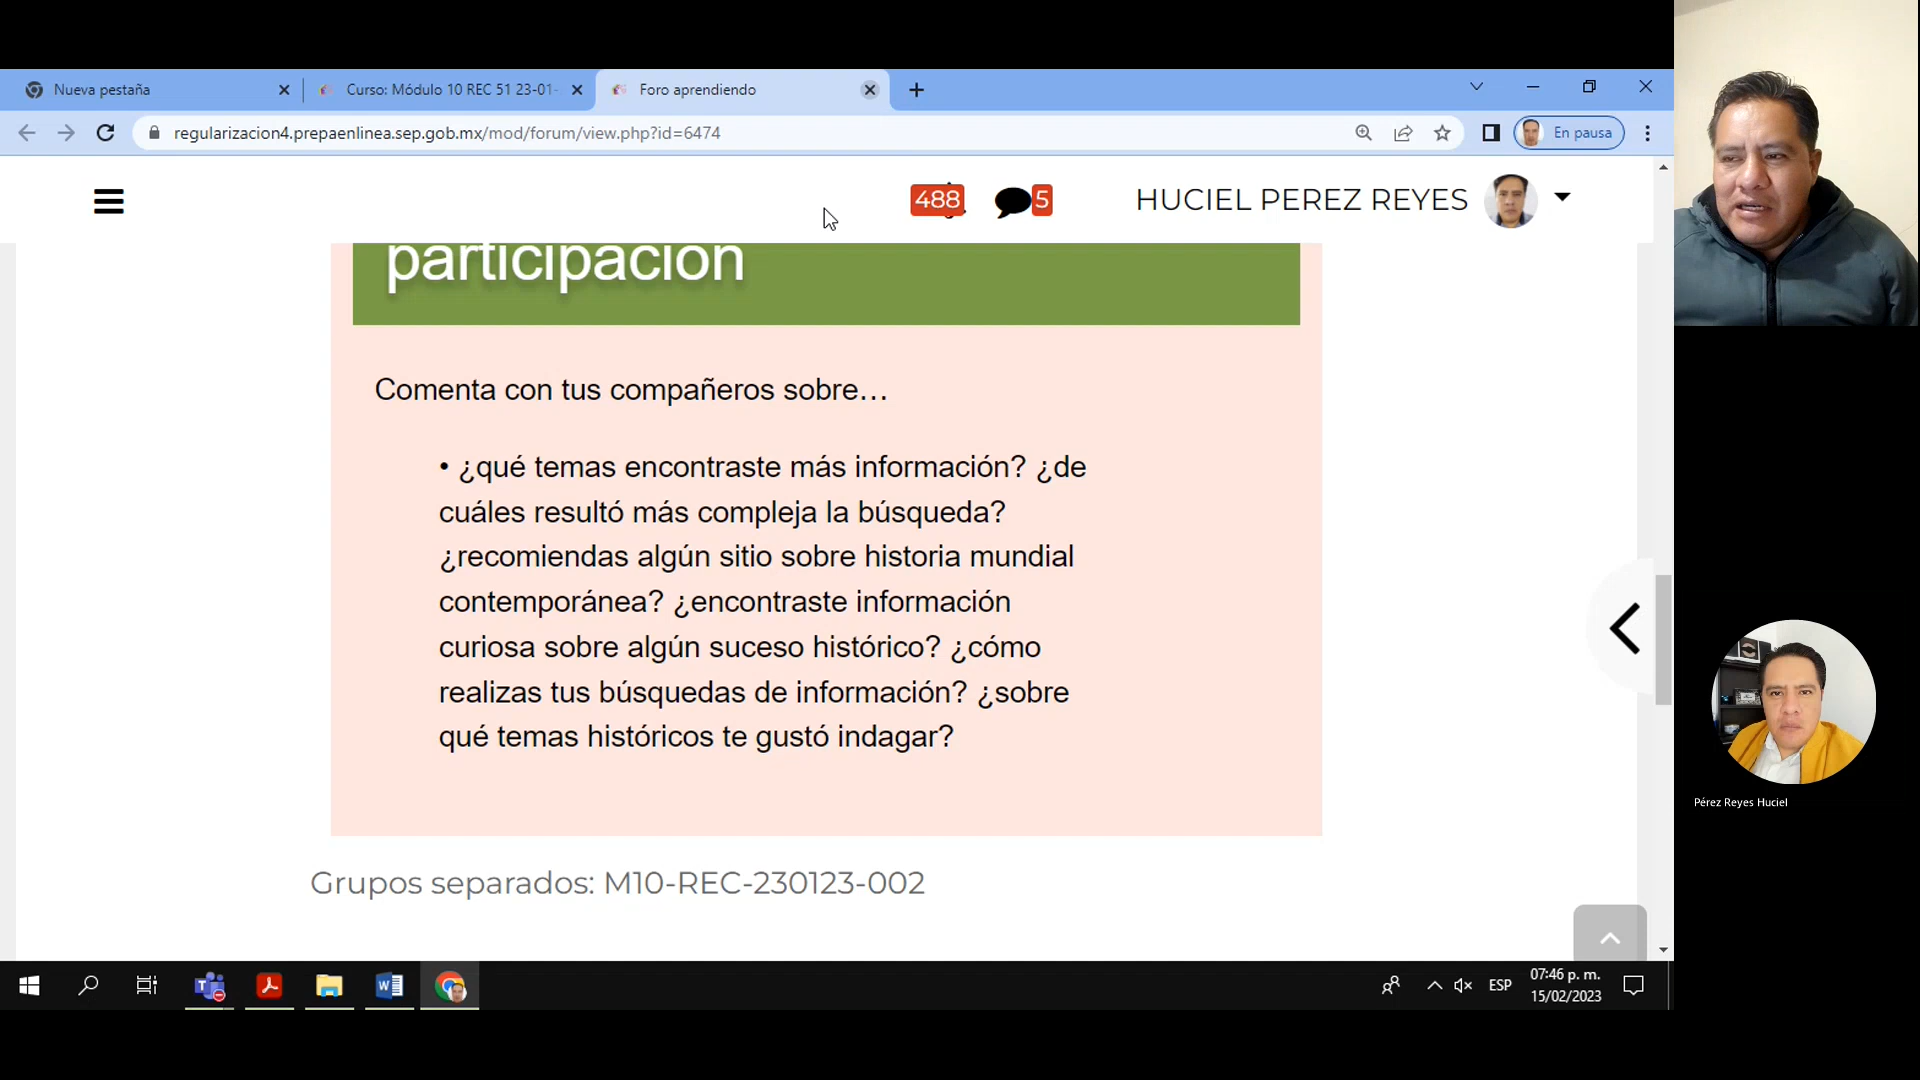 Nueva pestaña
Curso: Módulo 10 REC 51 23-01-
Foro aprendiendo
regularizacion4.prepaenlinea.sep.gob.mx/mod/forum/view.php?id=6474
En pausa
488
5
HUCIEL PEREZ REYES
participación
Comenta con tus compañeros sobre…
• ¿qué temas encontraste más información? ¿de
cuáles resultó más compleja la búsqueda?
¿recomiendas algún sitio sobre historia mundial
contemporánea? ¿encontraste información
curiosa sobre algún suceso histórico? ¿cómo
realizas tus búsquedas de información? ¿sobre
qué temas históricos te gustó indagar?
Pérez Reyes Huciel
Grupos separados: M10-REC-230123-002
ESP
07:46 p. m.
15/02/2023